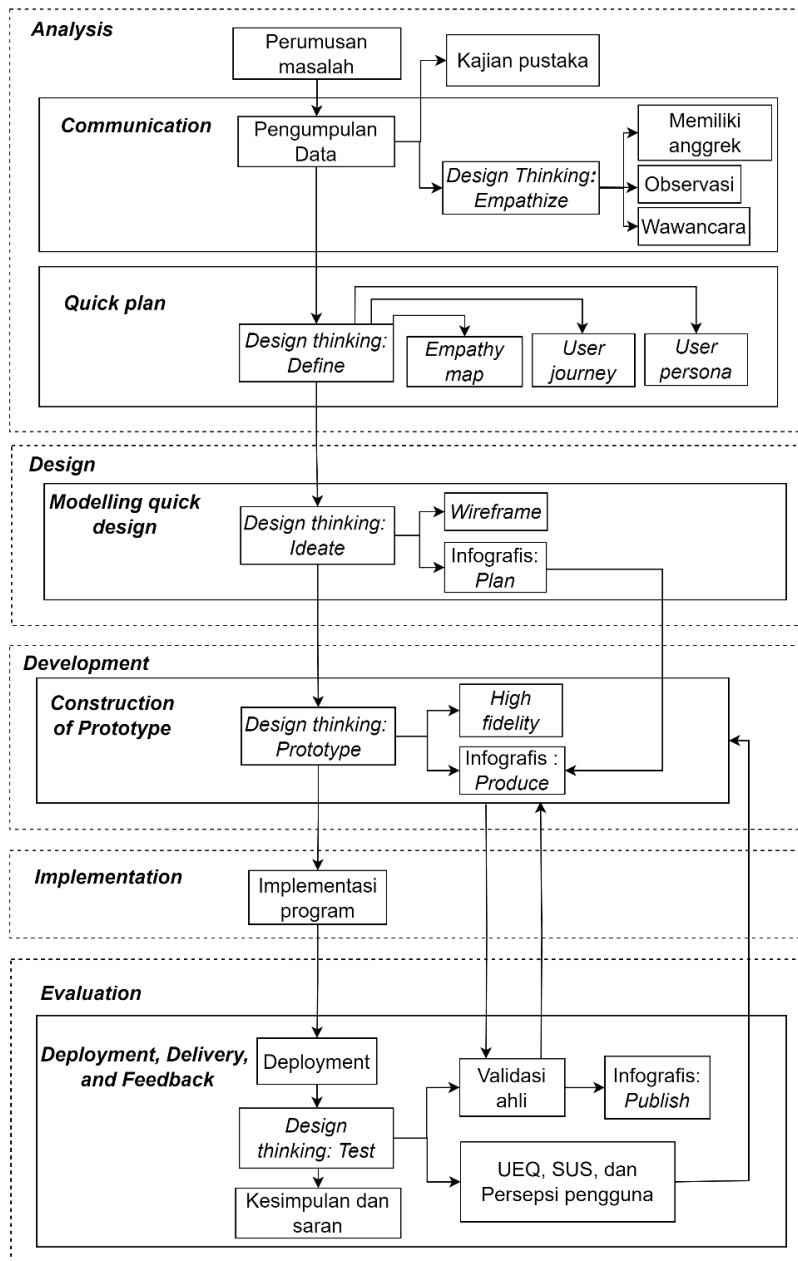 Analysis
Perumusan
masalah
Kajian pustaka
Communication
Pengumpulan
Data
Memiliki
anggrek
Design Thinking:
Empathize
Observasi
Wawancara
Quick plan
Design thinking:
Define
Empathy
map
User
journey
User
persona
Design
Modelling quick
design
Design thinking:
Ideate
Wireframe
Infografis:
Plan
Development
Construction
of Prototype
Design thinking:
Prototype
High
fidelity
Infografis :
Produce
Implementation
Implementasi
program
Evaluation
Deployment, Delivery,
and Feedback
Deployment
Validasi
ahli
Infografis:
Publish
Design
thinking: Test
UEQ, SUS, dan
Persepsi pengguna
Kesimpulan dan
saran